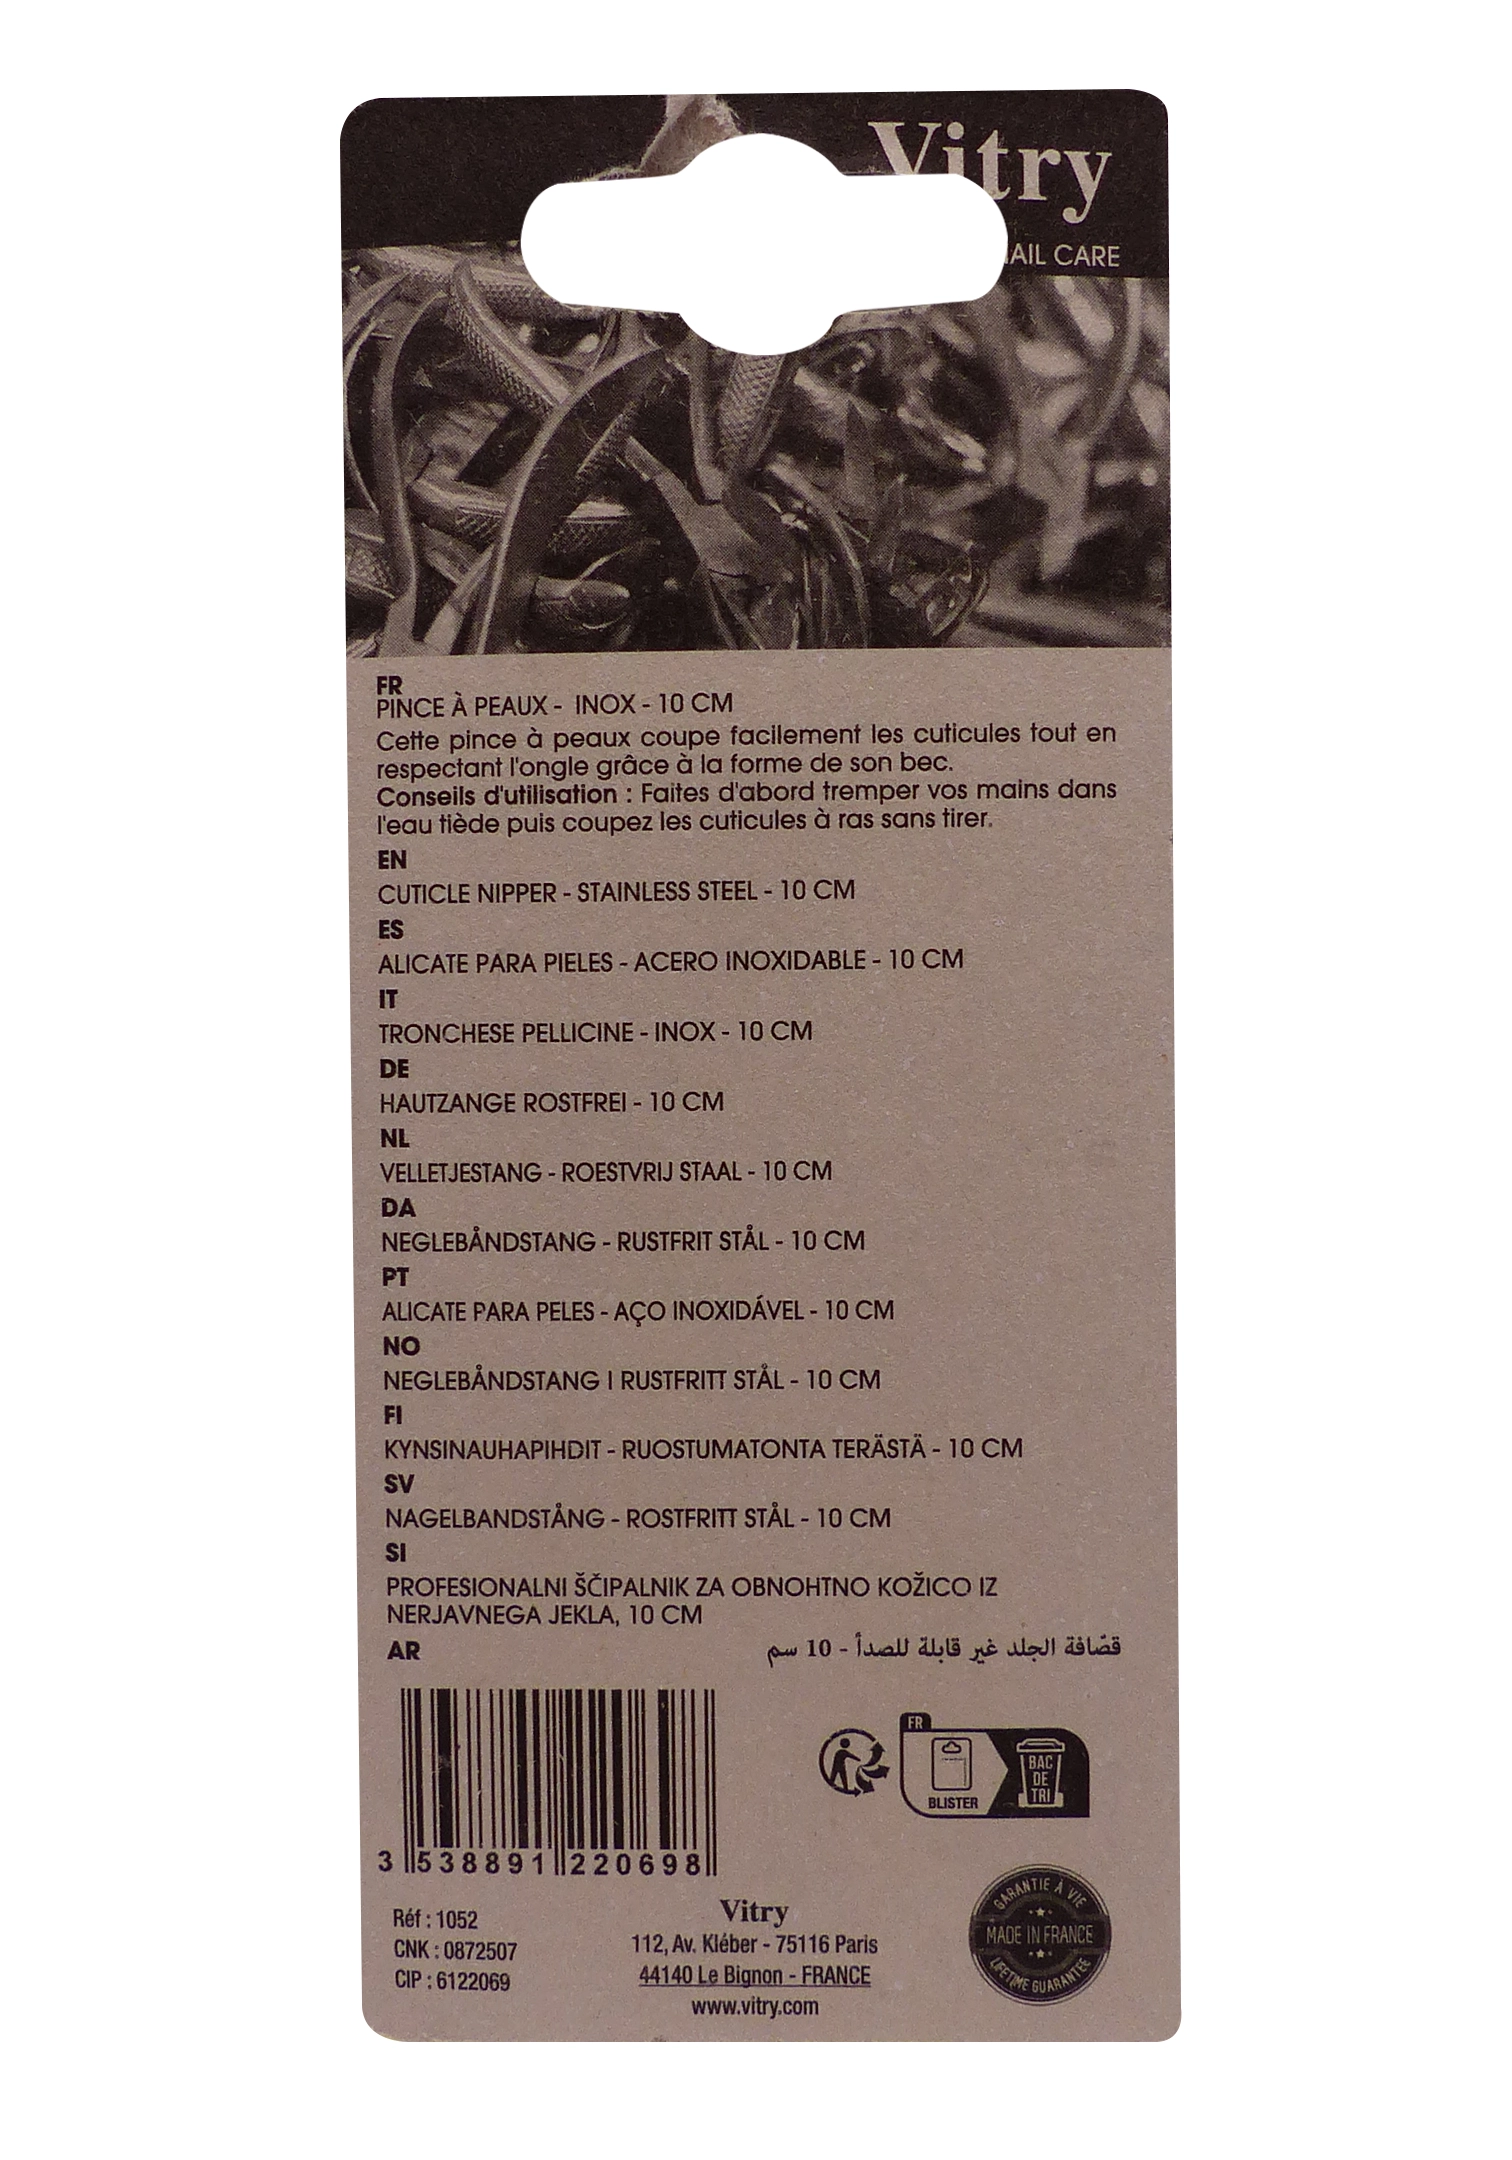 Vitry
NAIL CARE
FR
PINCE À PEAUX - INOX - 10 CM
Cette pince à peaux coupe facilement les cuticules tout en
respectant l'ongle grâce à la forme de son bec.
Conseils d'utilisation : Faites d'abord tremper vos mains dans
l'eau tiède puis coupez les cuticules à ras sans tirer.
EN
CUTICLE NIPPER - STAINLESS STEEL - 10 CM
ES
ALICATE PARA PIELES - ACERO INOXIDABLE - 10 CM
IT
TRONCHESE PELLICINE - INOX - 10 CM
DE
HAUTZANGE ROSTFREI - 10 CM
NL
VELLETJESTANG - ROESTVRIJ STAAL - 10 CM
DA
NEGLEBÅNDSTANG - RUSTFRIT STÅL - 10 CM
PT
ALICATE PARA PELES - AÇO INOXIDÁVEL - 10 CM
NO
NEGLEBÅNDSTANG I RUSTFRITT STÅL - 10 CM
FI
KYNSINAUHAPIHDIT - RUOSTUMATONTA TERÄSTÄ - 10 CM
SV
NAGELBANDSTÅNG - ROSTFRITT STÅL - 10 CM
SI
PROFESIONALNI ŠČIPALNIK ZA OBNOHTNO KOŽICO IZ
NERJAVNEGA JEKLA, 10 CM
AR
قصّافة الجلد غير قابلة للصدأ - 10 سم
FR
BLISTER
BAC
DE
TRI
3 538891 220698
Réf : 1052
CNK : 0872507
CIP : 6122069
Vitry
112, Av. Kléber - 75116 Paris
44140 Le Bignon - FRANCE
www.vitry.com
GARANTIE À VIE
MADE IN FRANCE
LIFETIME GUARANTEE